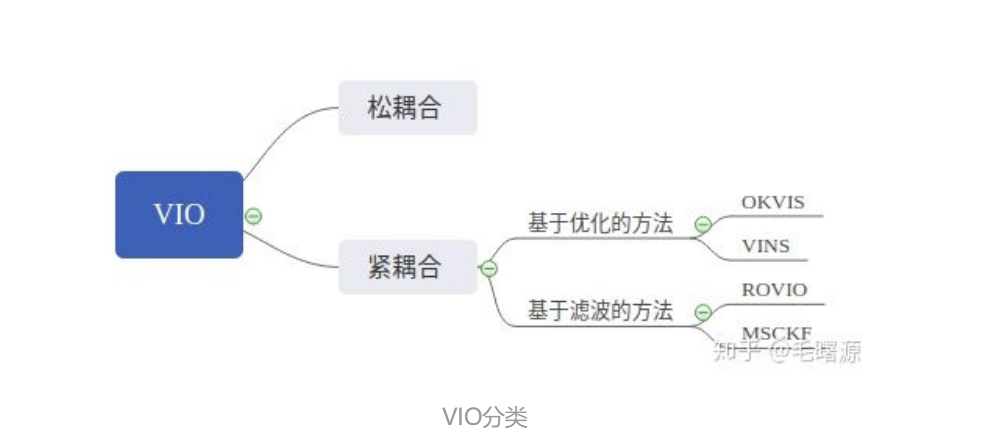 VIO
松耦合
紧耦合
基于优化的方法
OKVIS
VINS
基于滤波的方法
ROVIO
MSCKF
知乎 @毛曙源
VIO分类